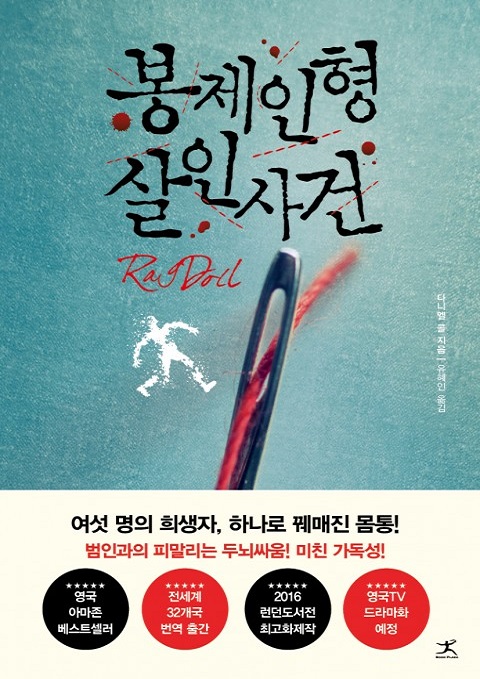 봉제인형
살인사건
RagDoll
다니엘 콜 지음 | 유혜인 옮김
여섯 명의 희생자, 하나로 꿰매진 몸통!
범인과의 피말리는 두뇌싸움! 미친 가독성!
★★★★★
영국
아마존
베스트셀러
★★★★★
전세계
32개국
번역 출간
★★★★★
2016
런던도서전
최고화제작
★★★★★
영국TV
드라마화
예정
BOOK PLAZA